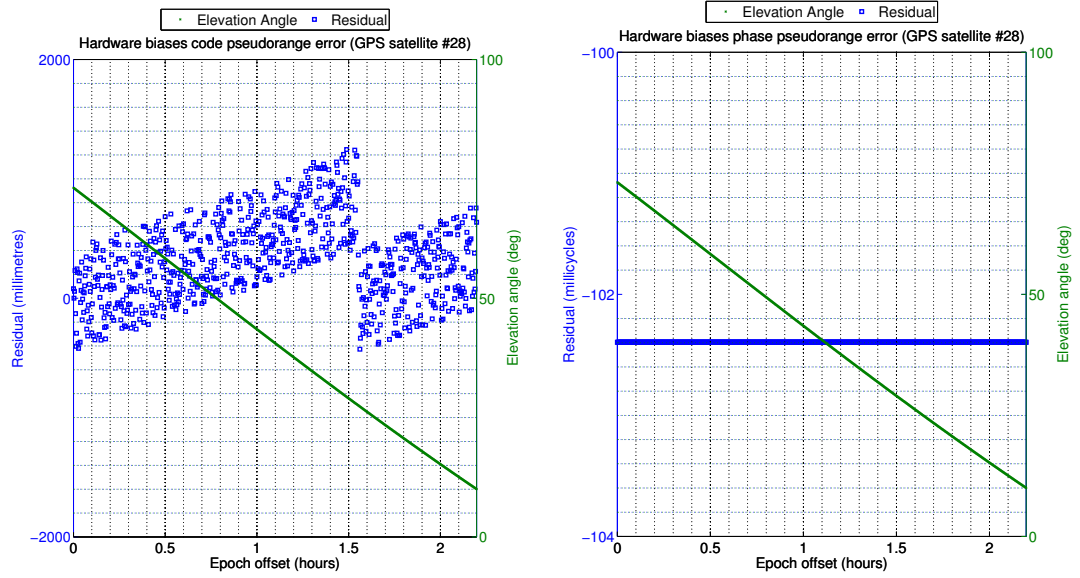 Elevation Angle Residual
Hardware biases code pseudorange error (GPS satellite #28)
2000
0
−2000
Residual (millimetres)
100
50
0
Elevation angle (deg)
0 0.5 1 1.5 2
Epoch offset (hours)
Elevation Angle Residual
Hardware biases phase pseudorange error (GPS satellite #28)
−100
−102
−104
Residual (millicycles)
100
50
0
Elevation angle (deg)
0 0.5 1 1.5 2
Epoch offset (hours)